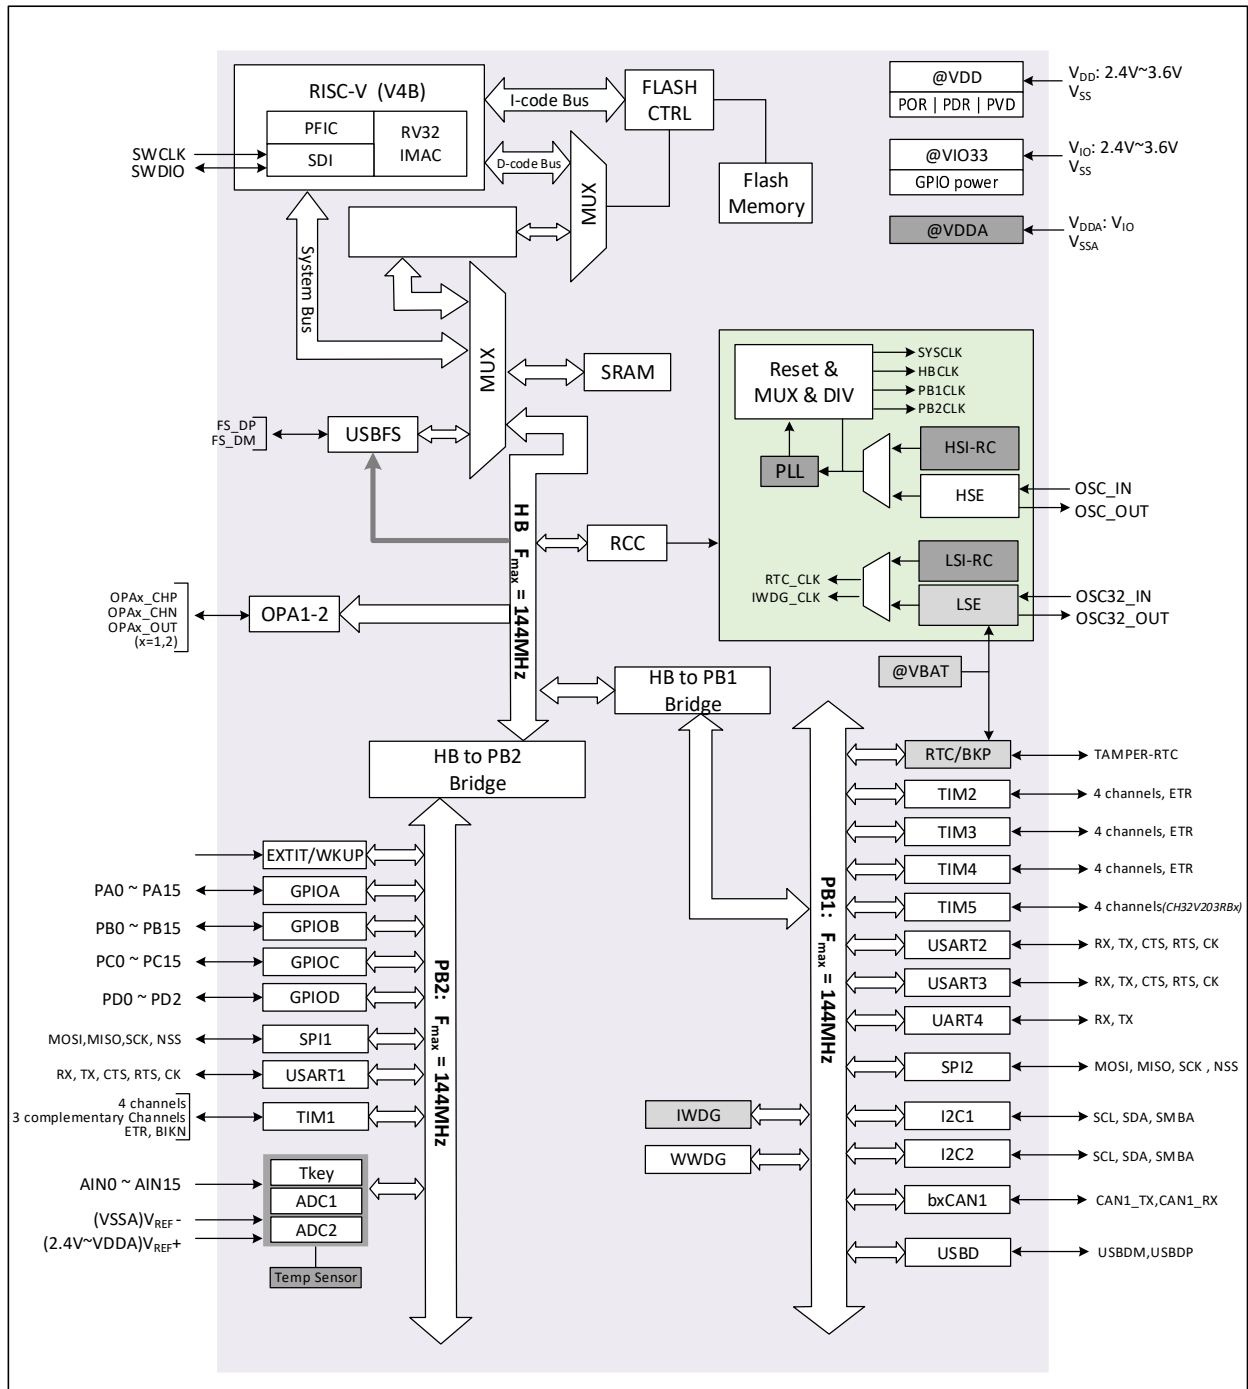 RISC-V (V4B)
PFIC
SDI
RV32
IMAC
SWCLK
SWDIO
I-code Bus
D-code Bus
FLASH
CTRL
MUX
Flash
Memory
@VDD
POR | PDR | PVD
VDD: 2.4V~3.6V
VSS
@VIO33
GPIO power
VIO: 2.4V~3.6V
VSS
@VDDA
VDDA: VIO
VSSA
System Bus
MUX
SRAM
FS_DP
FS_DM
USBFS
Reset &
MUX & DIV
SYSCLK
HBCLK
PB1CLK
PB2CLK
PLL
HSI-RC
HSE
OSC_IN
OSC_OUT
HB Fmax = 144MHz
RCC
RTC_CLK
IWDG_CLK
LSI-RC
LSE
OSC32_IN
OSC32_OUT
OPAx_CHP
OPAx_CHN
OPAx_OUT
(x=1,2)
OPA1-2
@VBAT
HB to PB1
Bridge
HB to PB2
Bridge
PB2: Fmax = 144MHz
EXTIT/WKUP
PA0 ~ PA15
GPIOA
PB0 ~ PB15
GPIOB
PC0 ~ PC15
GPIOC
PD0 ~ PD2
GPIOD
MOSI,MISO,SCK, NSS
SPI1
RX, TX, CTS, RTS, CK
USART1
4 channels
3 complementary Channels
ETR, BIKN
TIM1
AIN0 ~ AIN15
(VSSA)VREF -
(2.4V~VDDA)VREF+
Tkey
ADC1
ADC2
Temp Sensor
PB1: Fmax = 144MHz
IWDG
WWDG
RTC/BKP
TAMPER-RTC
TIM2
4 channels, ETR
TIM3
4 channels, ETR
TIM4
4 channels, ETR
TIM5
4 channels(CH32V203RBx)
USART2
RX, TX, CTS, RTS, CK
USART3
RX, TX, CTS, RTS, CK
UART4
RX, TX
SPI2
MOSI, MISO, SCK , NSS
I2C1
SCL, SDA, SMBA
I2C2
SCL, SDA, SMBA
bxCAN1
CAN1_TX,CAN1_RX
USBD
USBDM,USBDP